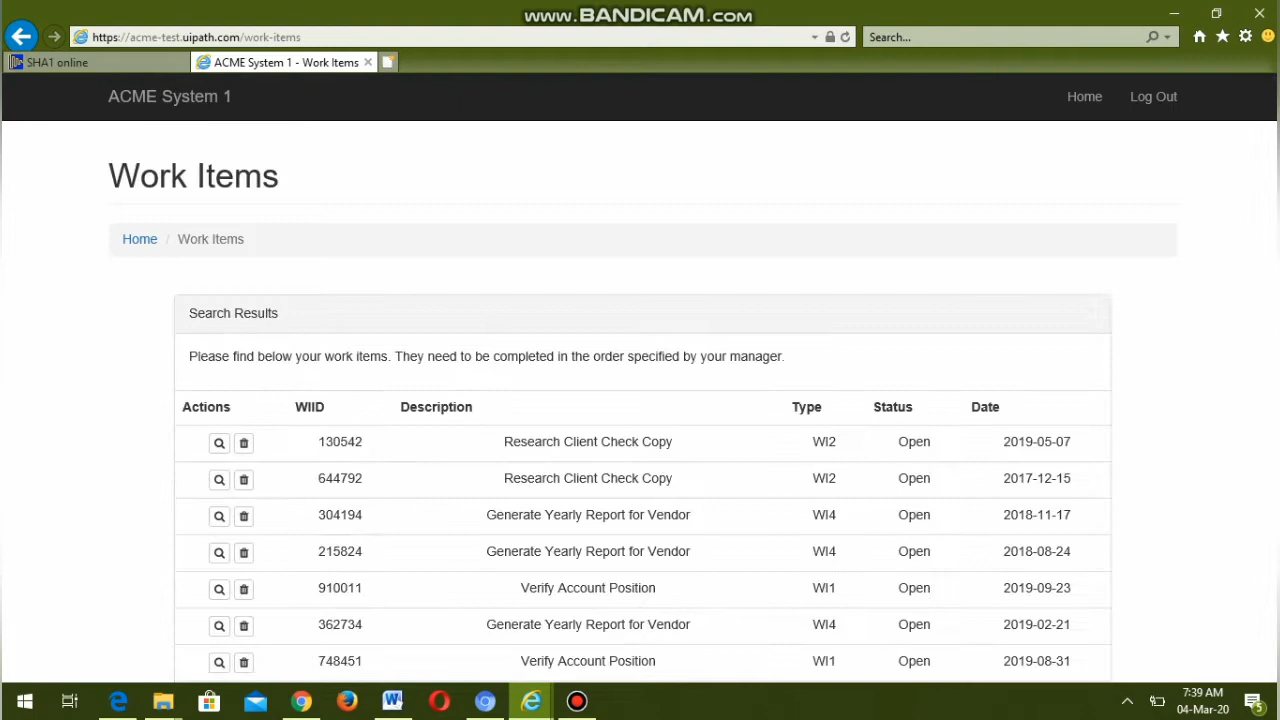 www.BANDICAM.com
https://acme-test.uipath.com/work-items
Search...
SHA1 online
ACME System 1 - Work Items
ACME System 1
Home
Log Out
Work Items
Home / Work Items
Search Results
Please find below your work items. They need to be completed in the order specified by your manager.
Actions WIID Description Type Status Date
130542 Research Client Check Copy WI2 Open 2019-05-07
644792 Research Client Check Copy WI2 Open 2017-12-15
304194 Generate Yearly Report for Vendor WI4 Open 2018-11-17
215824 Generate Yearly Report for Vendor WI4 Open 2018-08-24
910011 Verify Account Position WI1 Open 2019-09-23
362734 Generate Yearly Report for Vendor WI4 Open 2019-02-21
748451 Verify Account Position WI1 Open 2019-08-31
7:39 AM
04-Mar-20
5